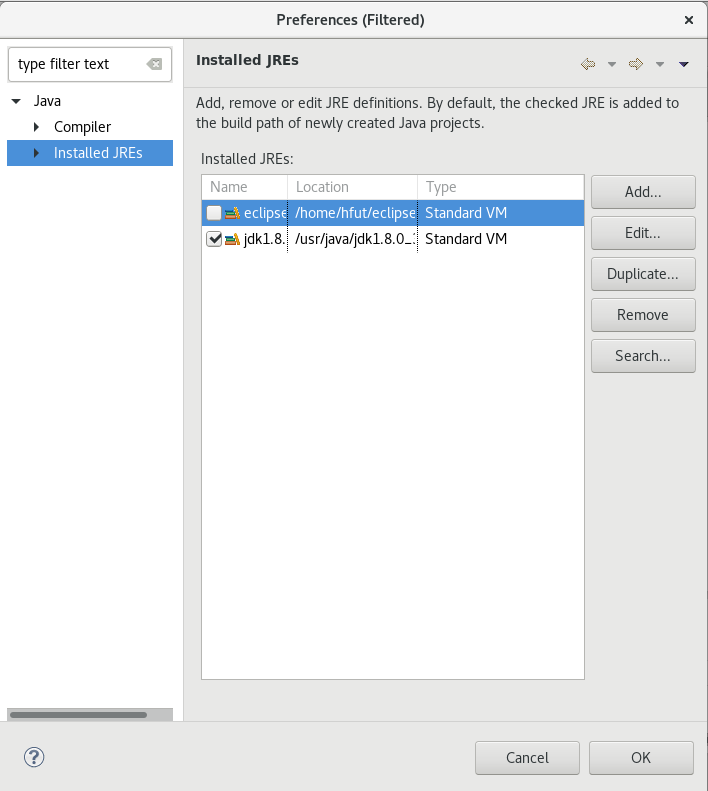 Preferences (Filtered)
type filter text
Java
Compiler
Installed JREs
Installed JREs
Add, remove or edit JRE definitions. By default, the checked JRE is added to
the build path of newly created Java projects.
Installed JREs:
Name Location Type
eclipse /home/hfut/eclipse Standard VM
jdk1.8. /usr/java/jdk1.8.0_ Standard VM
Add...
Edit...
Duplicate...
Remove
Search...
Cancel OK